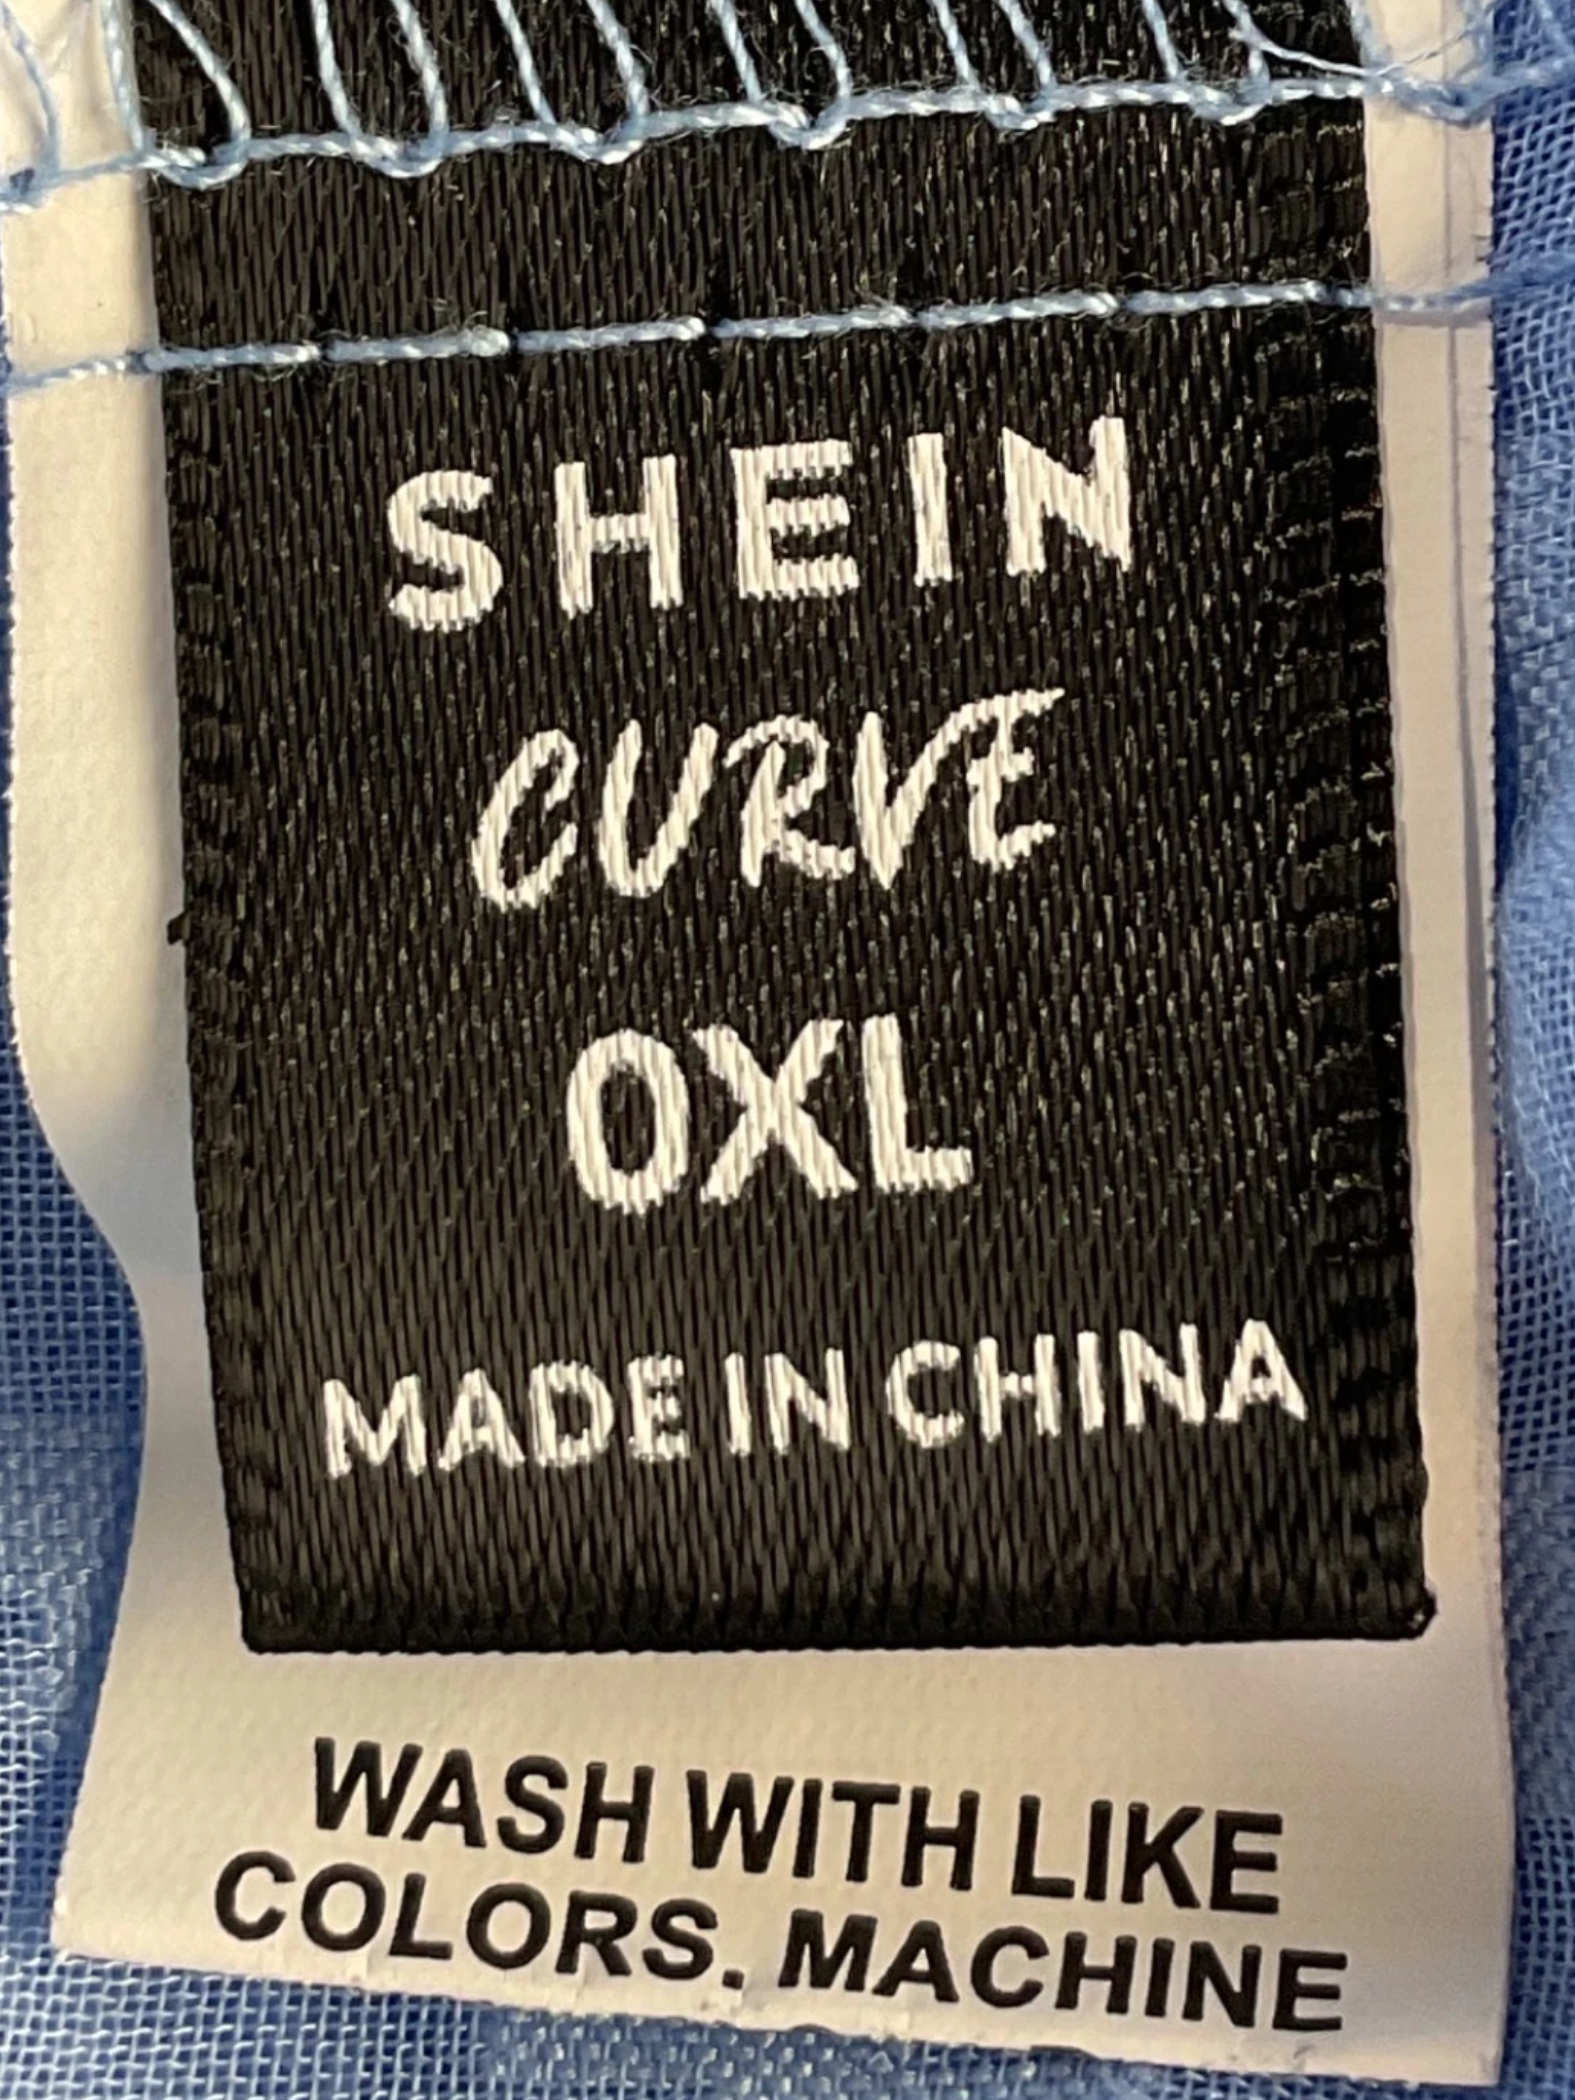 SHEIN
CURVE
0XL
MADE IN CHINA
WASH WITH LIKE
COLORS. MACHINE